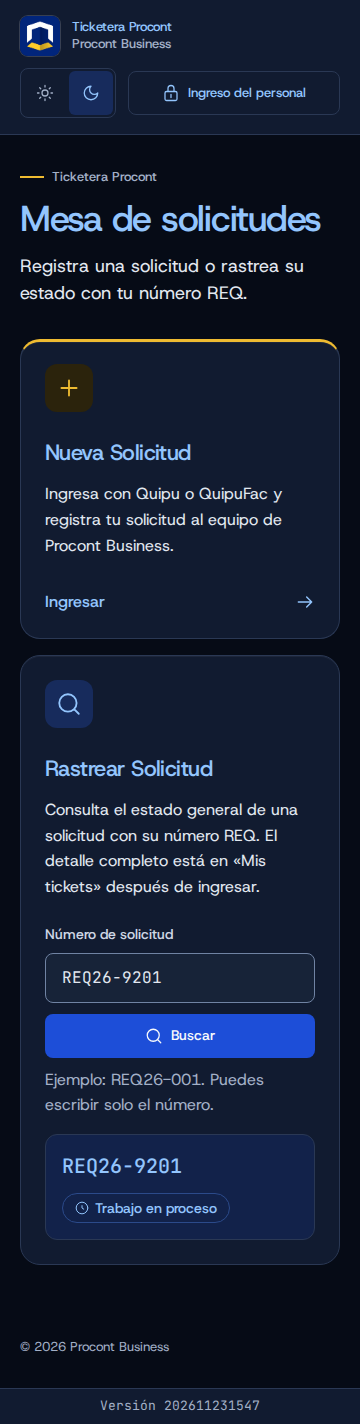 Ticketera Procont
Procont Business
Ingreso del personal
Ticketera Procont
Mesa de solicitudes
Registra una solicitud o rastrea su
estado con tu número REQ.
Nueva Solicitud
Ingresa con Quipu o QuipuFac y
registra tu solicitud al equipo de
Procont Business.
Ingresar
Rastrear Solicitud
Consulta el estado general de una
solicitud con su número REQ. El
detalle completo está en «Mis
tickets» después de ingresar.
Número de solicitud
REQ26-9201
Buscar
Ejemplo: REQ26-001. Puedes
escribir solo el número.
REQ26-9201
Trabajo en proceso
© 2026 Procont Business
Versión 202611231547